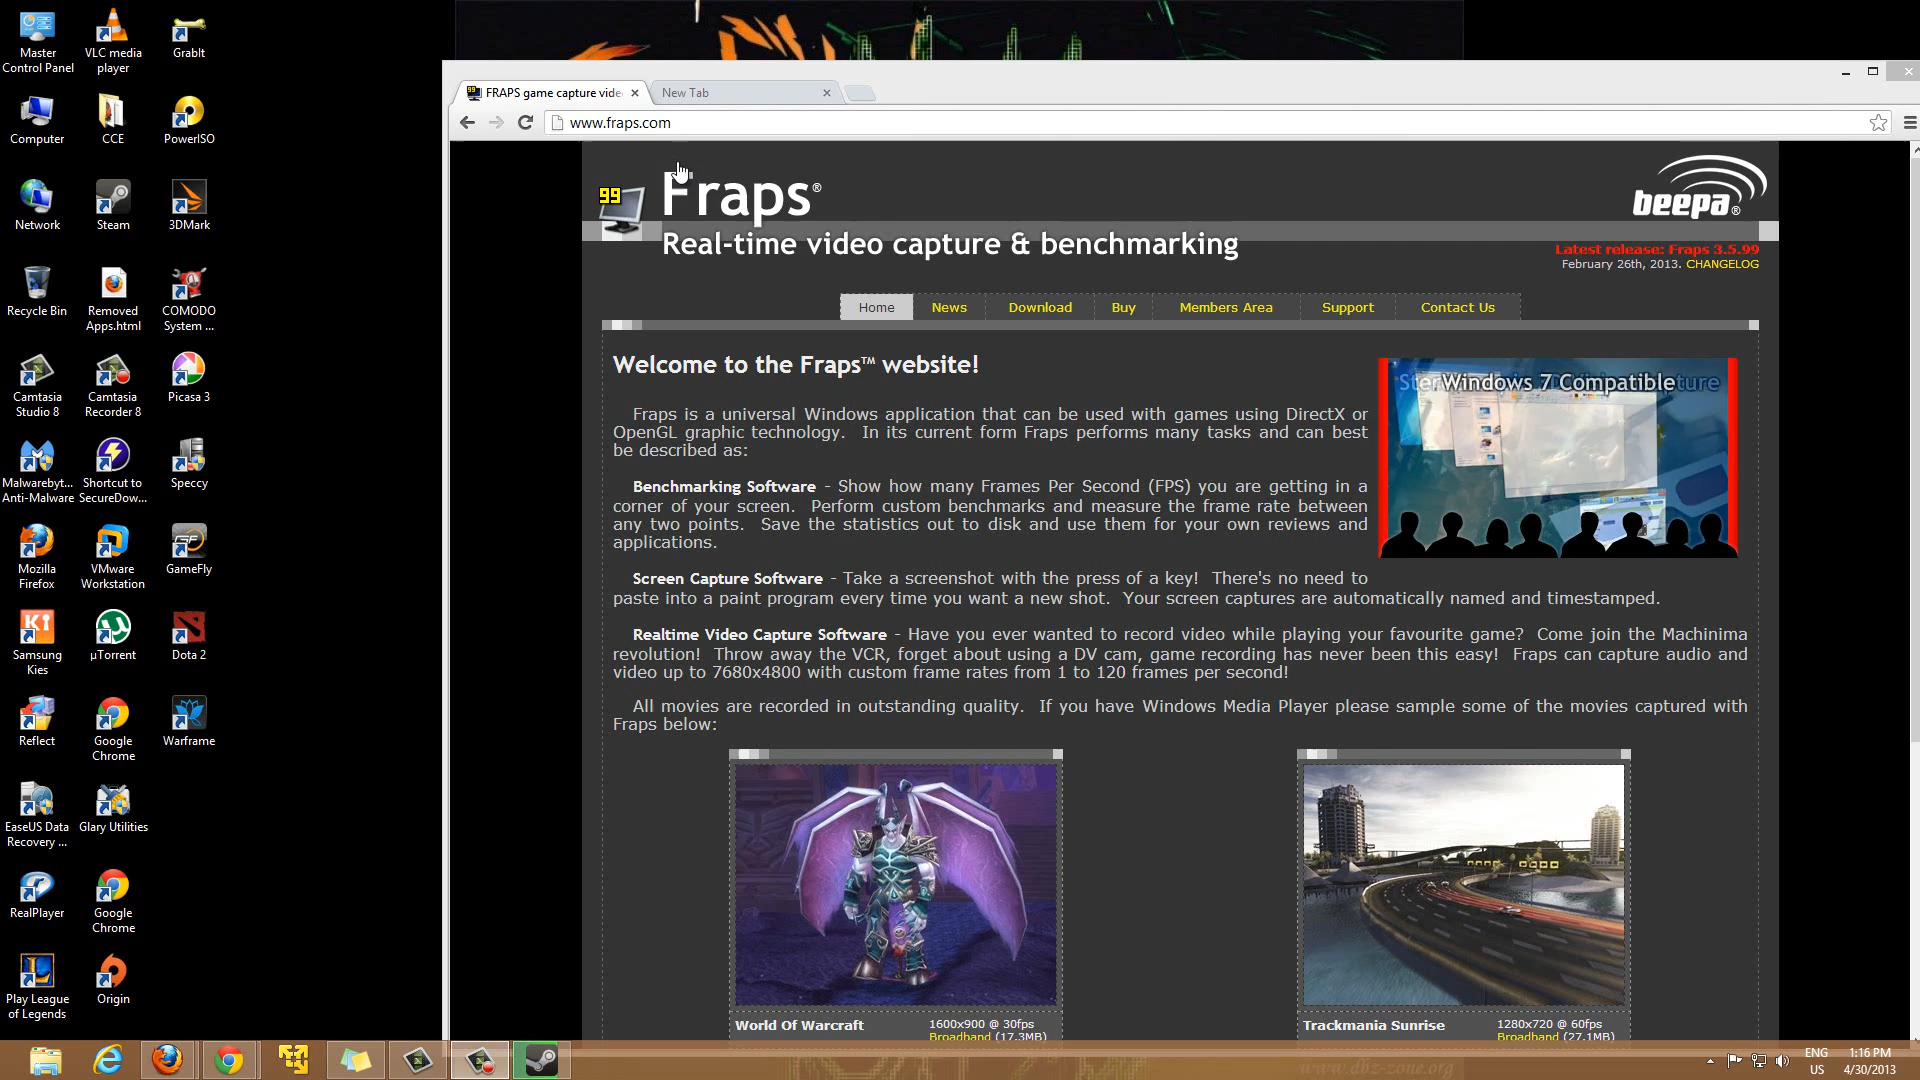 Master Control Panel
VLC media player
GrabIt
Computer
CCE
PowerISO
Network
Steam
3DMark
Recycle Bin
Removed Apps.html
COMODO System ...
Camtasia Studio 8
Camtasia Recorder 8
Picasa 3
Malwarebyt... Anti-Malware
Shortcut to SecureDow...
Speccy
Mozilla Firefox
VMware Workstation
GameFly
Samsung Kies
µTorrent
Dota 2
Reflect
Google Chrome
Warframe
EaseUS Data Recovery ...
Glary Utilities
RealPlayer
Google Chrome
Play League of Legends
Origin
FRAPS game capture vide
New Tab
www.fraps.com
99
Fraps®
Real-time video capture & benchmarking
beepa®
Latest release: Fraps 3.5.99
February 26th, 2013. CHANGELOG
Home
News
Download
Buy
Members Area
Support
Contact Us
Welcome to the Fraps™ website!
Windows 7 Compatible
Fraps is a universal Windows application that can be used with games using DirectX or
OpenGL graphic technology. In its current form Fraps performs many tasks and can best
be described as:
Benchmarking Software - Show how many Frames Per Second (FPS) you are getting in a
corner of your screen. Perform custom benchmarks and measure the frame rate between
any two points. Save the statistics out to disk and use them for your own reviews and
applications.
Screen Capture Software - Take a screenshot with the press of a key! There's no need to
paste into a paint program every time you want a new shot. Your screen captures are automatically named and timestamped.
Realtime Video Capture Software - Have you ever wanted to record video while playing your favourite game? Come join the Machinima
revolution! Throw away the VCR, forget about using a DV cam, game recording has never been this easy! Fraps can capture audio and
video up to 7680x4800 with custom frame rates from 1 to 120 frames per second!
All movies are recorded in outstanding quality. If you have Windows Media Player please sample some of the movies captured with
Fraps below:
World Of Warcraft
1600x900 @ 30fps
Broadband (17.3MB)
Trackmania Sunrise
1280x720 @ 60fps
Broadband (27.1MB)
www.dbz-zone.org
ENG
US
1:16 PM
4/30/2013